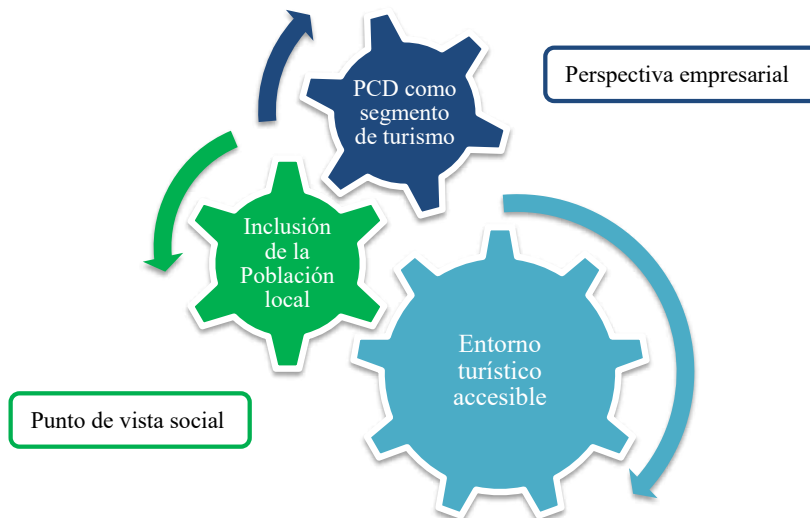 PCD como
segmento
de turismo
Perspectiva empresarial
Inclusión
de la
Población
local
Entorno
turístico
accesible
Punto de vista social